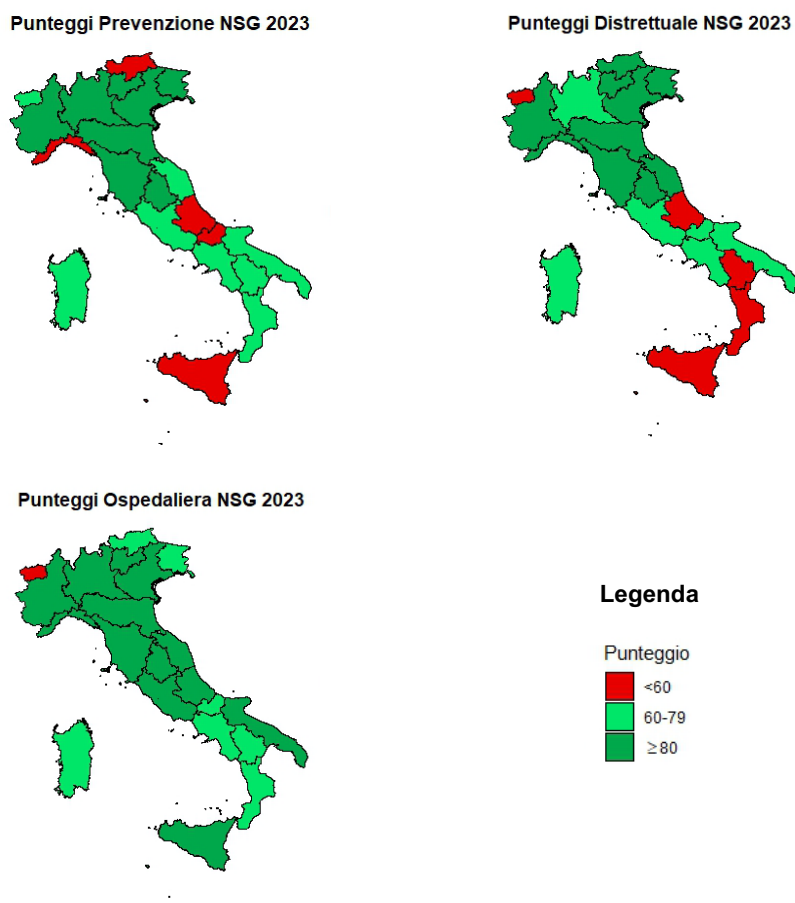 Punteggi Prevenzione NSG 2023
Punteggi Distrettuale NSG 2023
Punteggi Ospedaliera NSG 2023
Legenda
Punteggio
<60
60-79
≥80